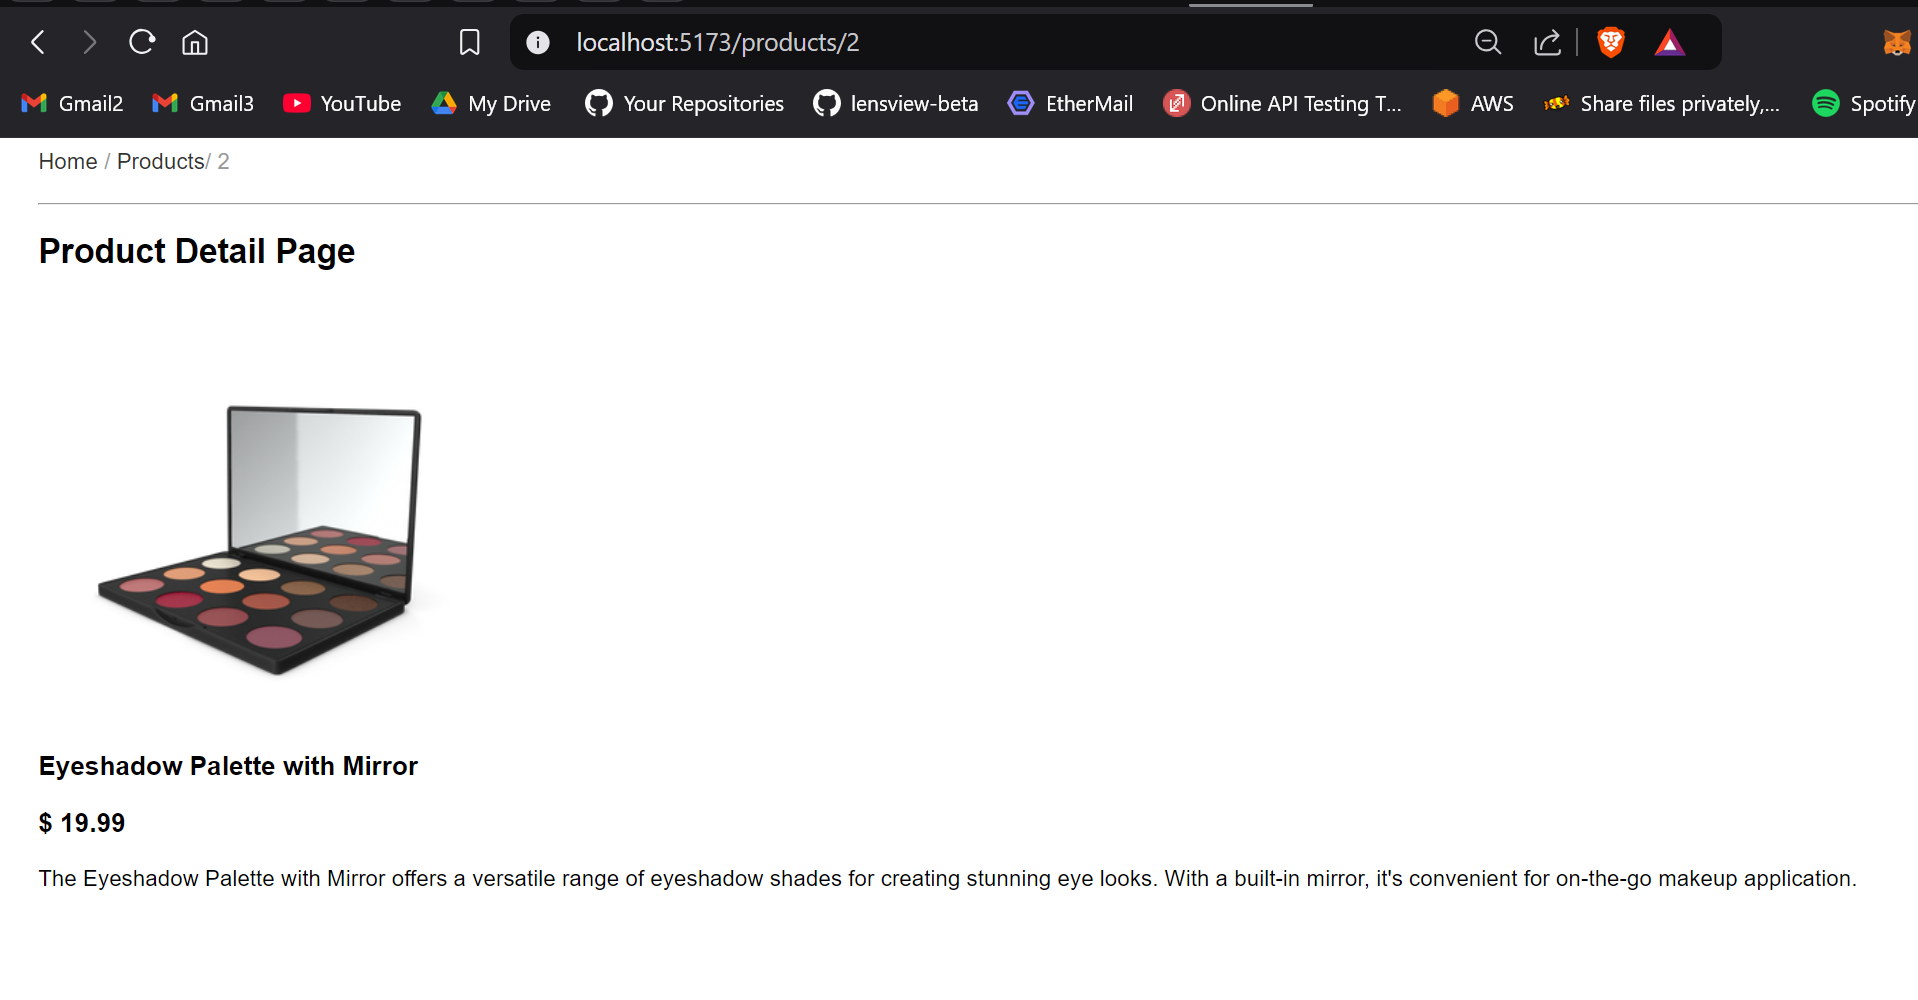 localhost:5173/products/2
Gmail2 Gmail3 YouTube My Drive Your Repositories lensview-beta EtherMail Online API Testing T... AWS Share files privately,... Spotify
Home / Products/ 2
Product Detail Page
Eyeshadow Palette with Mirror
$ 19.99
The Eyeshadow Palette with Mirror offers a versatile range of eyeshadow shades for creating stunning eye looks. With a built-in mirror, it's convenient for on-the-go makeup application.